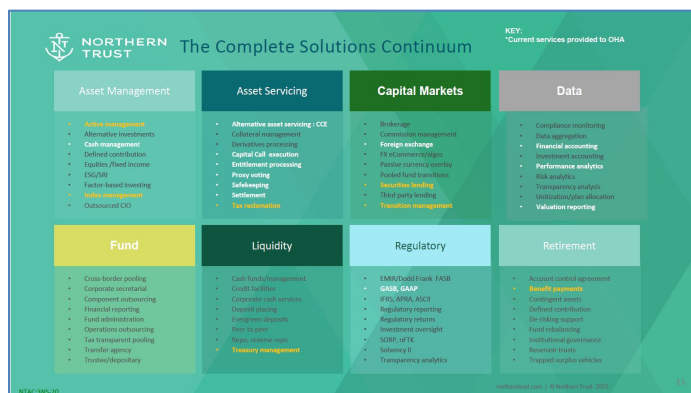 NORTHERN
TRUST
The Complete Solutions Continuum
KEY:
*Current services provided to OHA
Asset Management
• Active management
• Alternative investments
• Cash management
• Defined contribution
• Equities /fixed income
• ESG/SRI
• Factor-based investing
• Index management
• Outsourced CIO
Asset Servicing
• Alternative asset servicing : CCE
• Collateral management
• Derivatives processing
• Capital Call execution
• Entitlement processing
• Proxy voting
• Safekeeping
• Settlement
• Tax reclamation
Capital Markets
• Brokerage
• Commission management
• Foreign exchange
• FX eCommerce/algos
• Passive currency overlay
• Pooled fund transitions
• Securities lending
• Third party lending
• Transition management
Data
• Compliance monitoring
• Data aggregation
• Financial accounting
• Investment accounting
• Performance analytics
• Risk analytics
• Transparency analysis
• Unitization/plan allocation
• Valuation reporting
Fund
• Cross-border pooling
• Corporate secretarial
• Component outsourcing
• Financial reporting
• Fund administration
• Operations outsourcing
• Tax transparent pooling
• Transfer agency
• Trustee/depositary
Liquidity
• Cash funds/management
• Credit facilities
• Corporate cash services
• Deposit placing
• Evergreen deposits
• Peer to peer
• Repo, reverse repo
• Treasury management
Regulatory
• EMIR/Dodd Frank FASB
• GASB, GAAP
• IFRS, APRA, ASCII
• Regulatory reporting
• Regulatory returns
• Investment oversight
• SORP, nFTK
• Solvency II
• Transparency analytics
Retirement
• Account control agreement
• Benefit payments
• Contingent assets
• Defined contribution
• De-risking support
• Fund rebalancing
• Institutional governance
• Reservoir trusts
• Trapped surplus vehicles
NTAC:3NS-20
northerntrust.com | © Northern Trust 2023
15